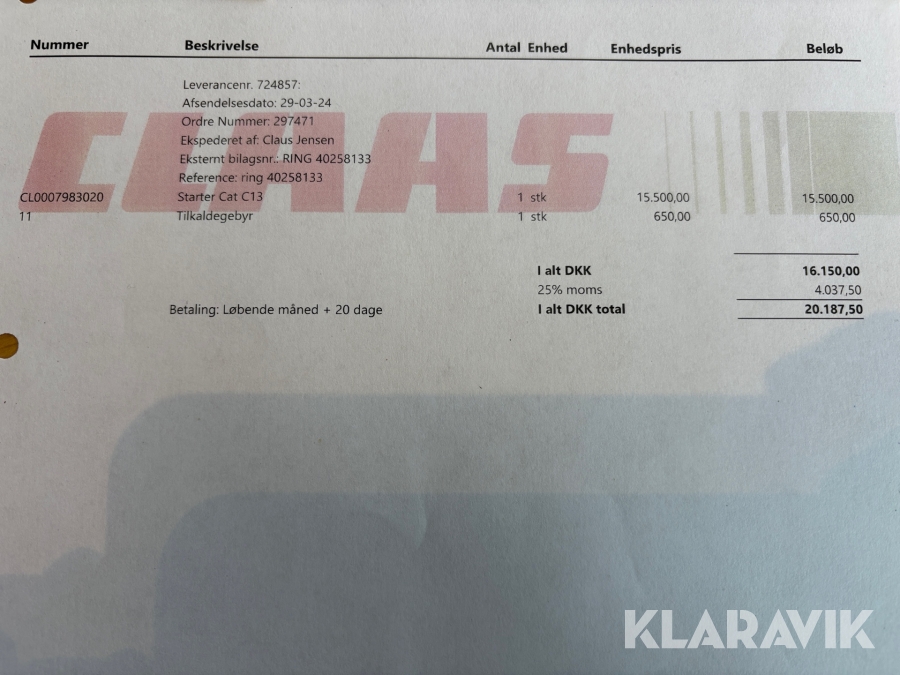 Nummer Beskrivelse Antal Enhed Enhedspris Beløb
Leverancenr. 724857:
Afsendelsesdato: 29-03-24
Ordre Nummer: 297471
Ekspederet af: Claus Jensen
Eksternt bilagsnr.: RING 40258133
Reference: ring 40258133
CL0007983020 Starter Cat C13 1 stk 15.500,00 15.500,00
11 Tilkaldegebyr 1 stk 650,00 650,00
CLAAS
I alt DKK 16.150,00
25% moms 4.037,50
Betaling: Løbende måned + 20 dage I alt DKK total 20.187,50
KLARAVIK